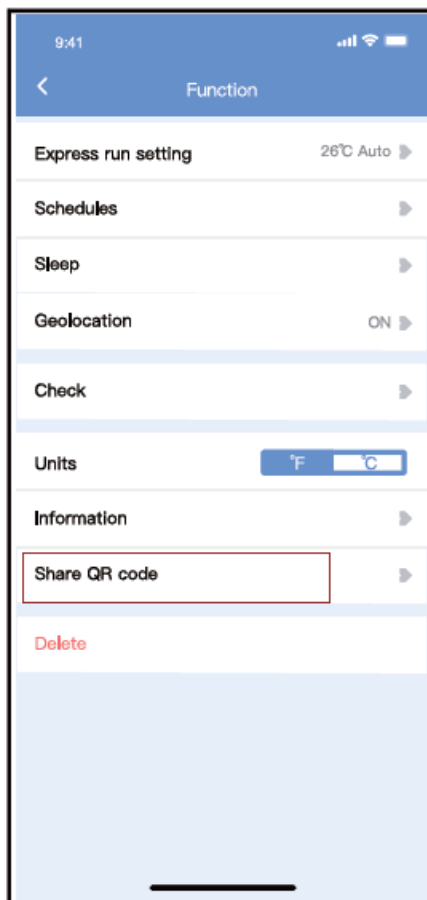 9:41
Function
Express run setting 26℃ Auto
Schedules
Sleep
Geolocation ON
Check
Units ℉ ℃
Information
Share QR code
Delete